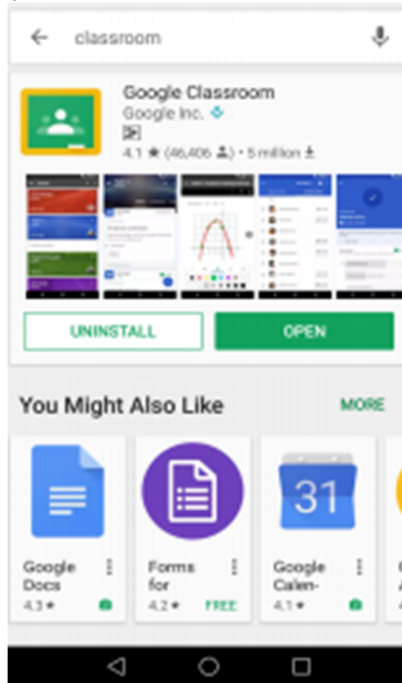 classroom
Google Classroom
Google Inc.
4.1 ★ (46,406 ) • 5 million
UNINSTALL
OPEN
You Might Also Like
MORE
Google Docs
4.3★
Forms for
4.2★ FREE
Google Calen-
4.1★
31